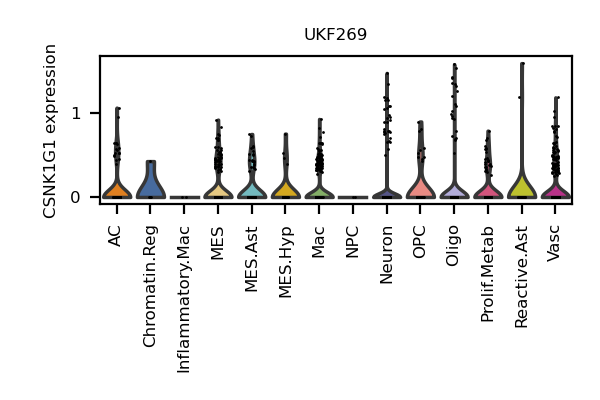 UKF269
CSNK1G1 expression
1
0
AC
Chromatin.Reg
Inflammatory.Mac
MES
MES.Ast
MES.Hyp
Mac
NPC
Neuron
OPC
Oligo
Prolif.Metab
Reactive.Ast
Vasc